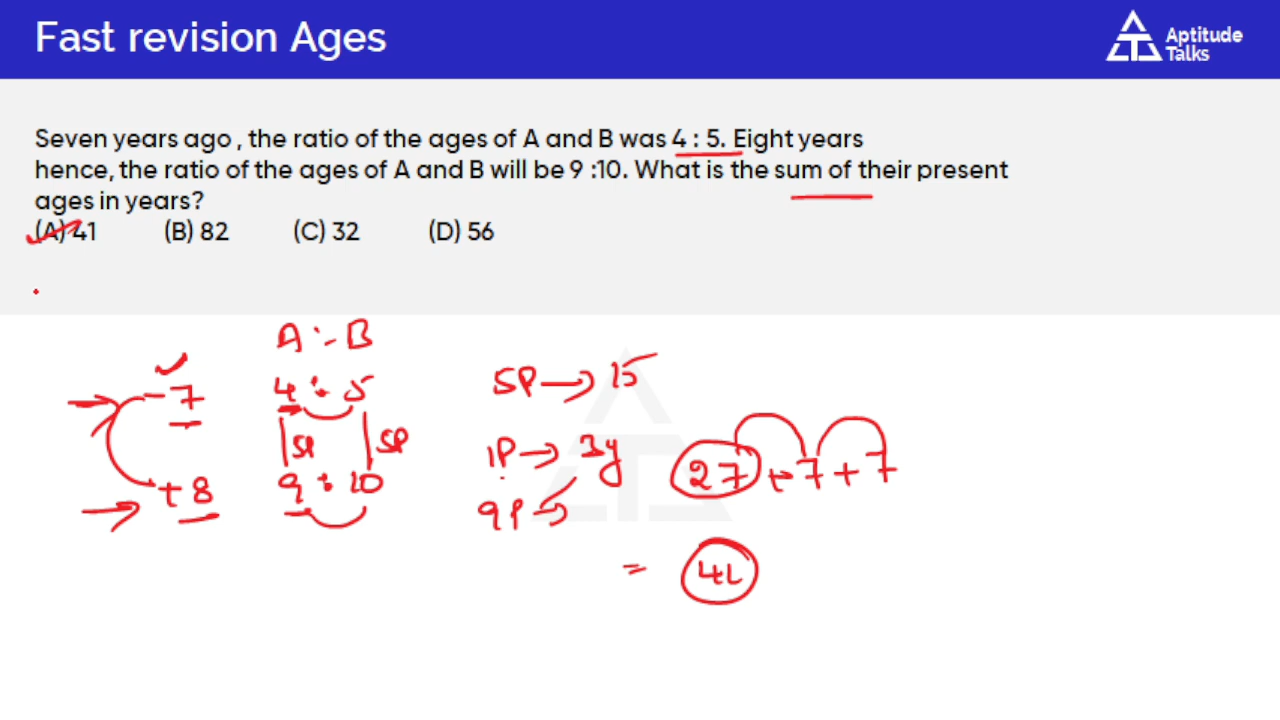 Fast revision Ages
Aptitude
Talks
Seven years ago , the ratio of the ages of A and B was 4 : 5. Eight years
hence, the ratio of the ages of A and B will be 9 :10. What is the sum of their present
ages in years?
(A) 41 (B) 82 (C) 32 (D) 56
A : B
-7 4 : 5 5P → 15
5P 5P 1P → 3y 27 + 7 + 7
+8 9 : 10
9P →
= 41